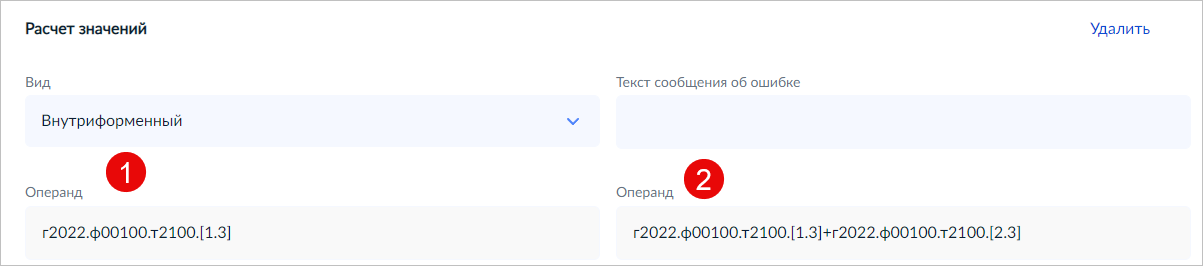 Расчет значений
Удалить
Вид
Текст сообщения об ошибке
Внутриформенный
1
2
Операнд
Операнд
г2022.ф00100.т2100.[1.3]
г2022.ф00100.т2100.[1.3]+г2022.ф00100.т2100.[2.3]